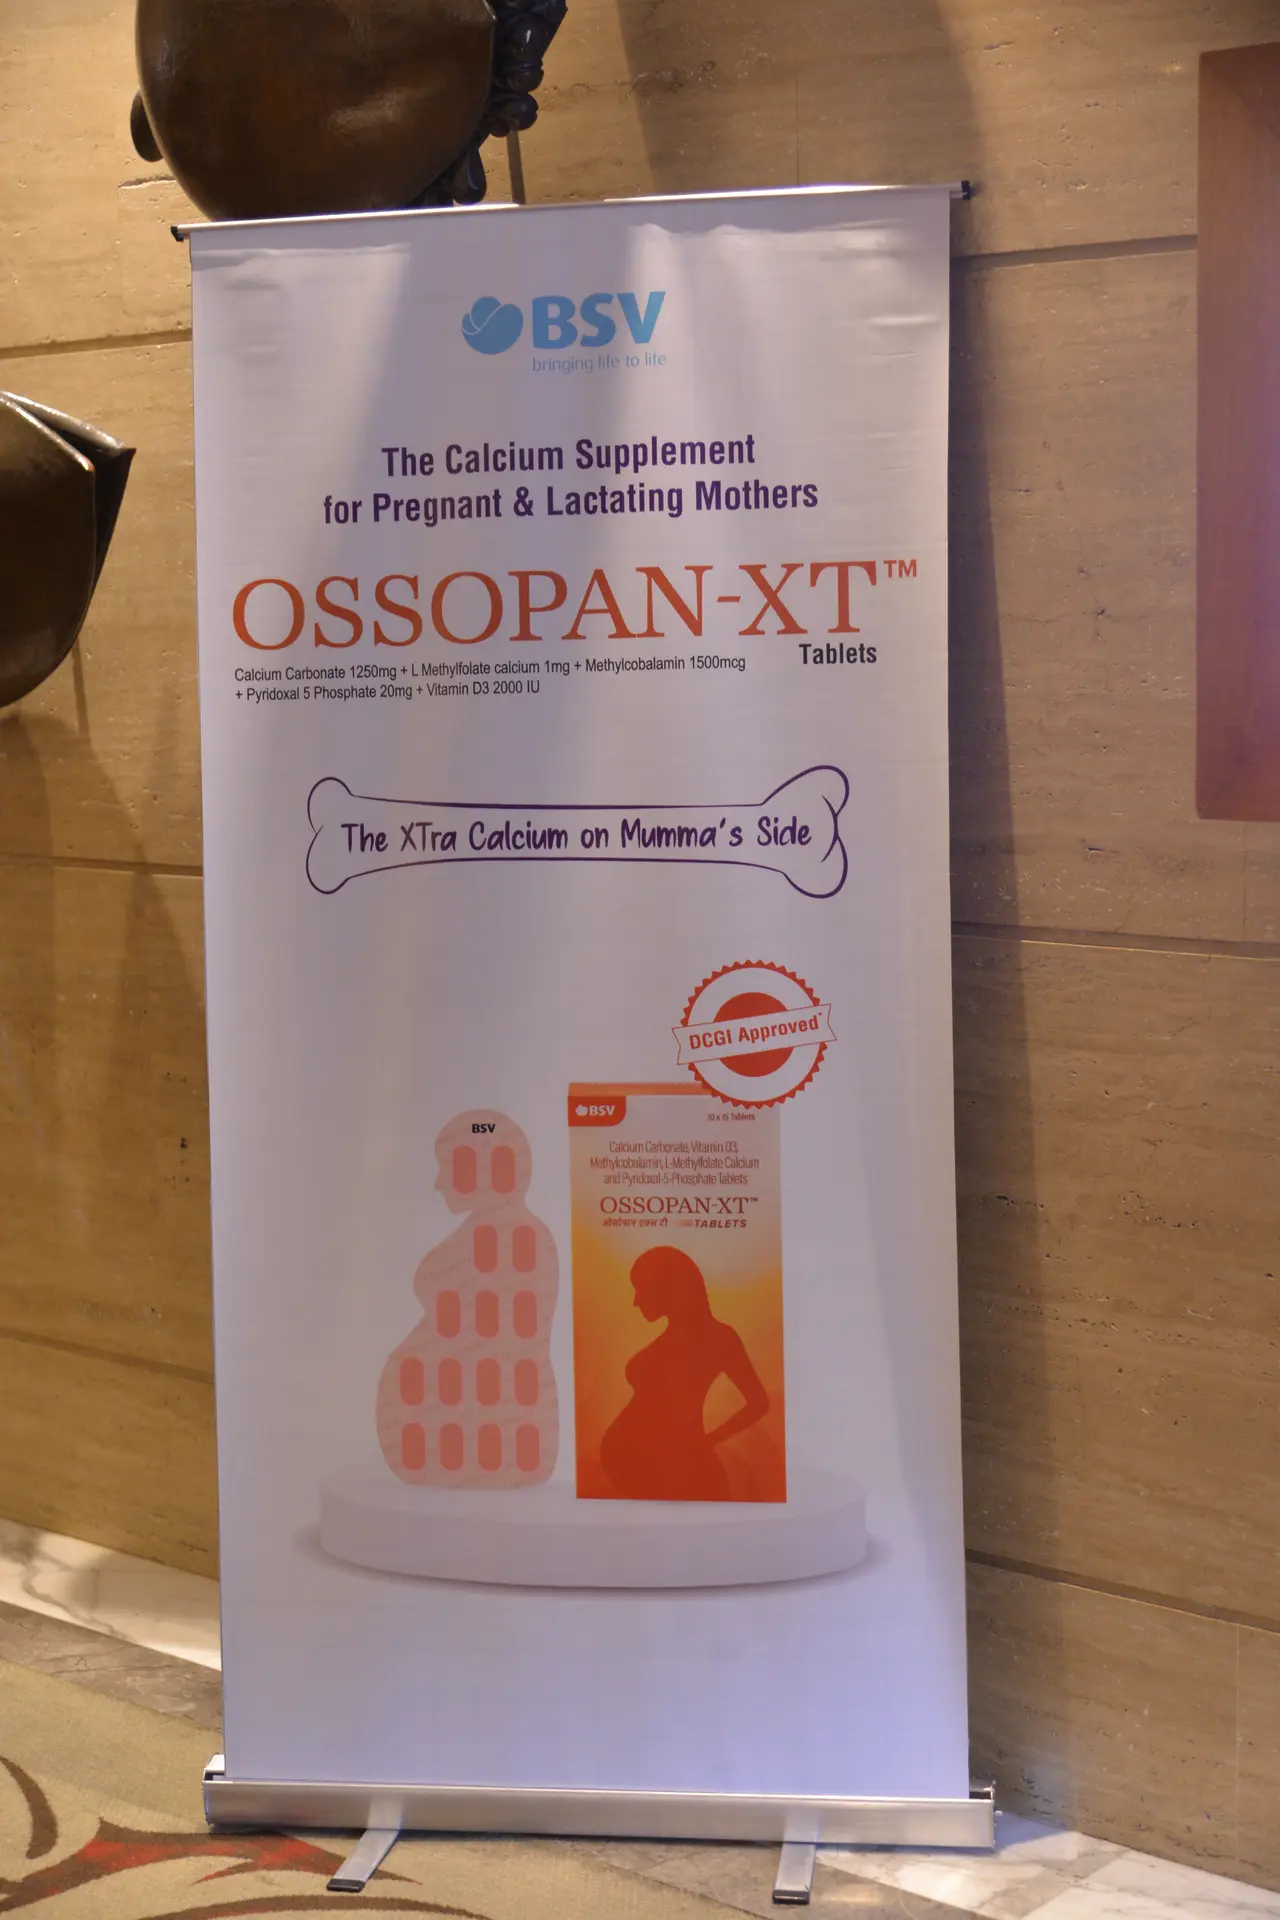 BSV
bringing life to life
The Calcium Supplement
for Pregnant & Lactating Mothers
OSSOPAN-XT™
Tablets
Calcium Carbonate 1250mg + L Methylfolate calcium 1mg + Methylcobalamin 1500mcg
+ Pyridoxal 5 Phosphate 20mg + Vitamin D3 2000 IU
The XTra Calcium on Mumma's Side
DCGI Approved*
BSV
BSV
10 x 15 Tablets
Calcium Carbonate, Vitamin D3,
Methylcobalamin, L-Methylfolate Calcium
and Pyridoxal-5-Phosphate Tablets
OSSOPAN-XT™
ओसोपान एक्स टी TABLETS